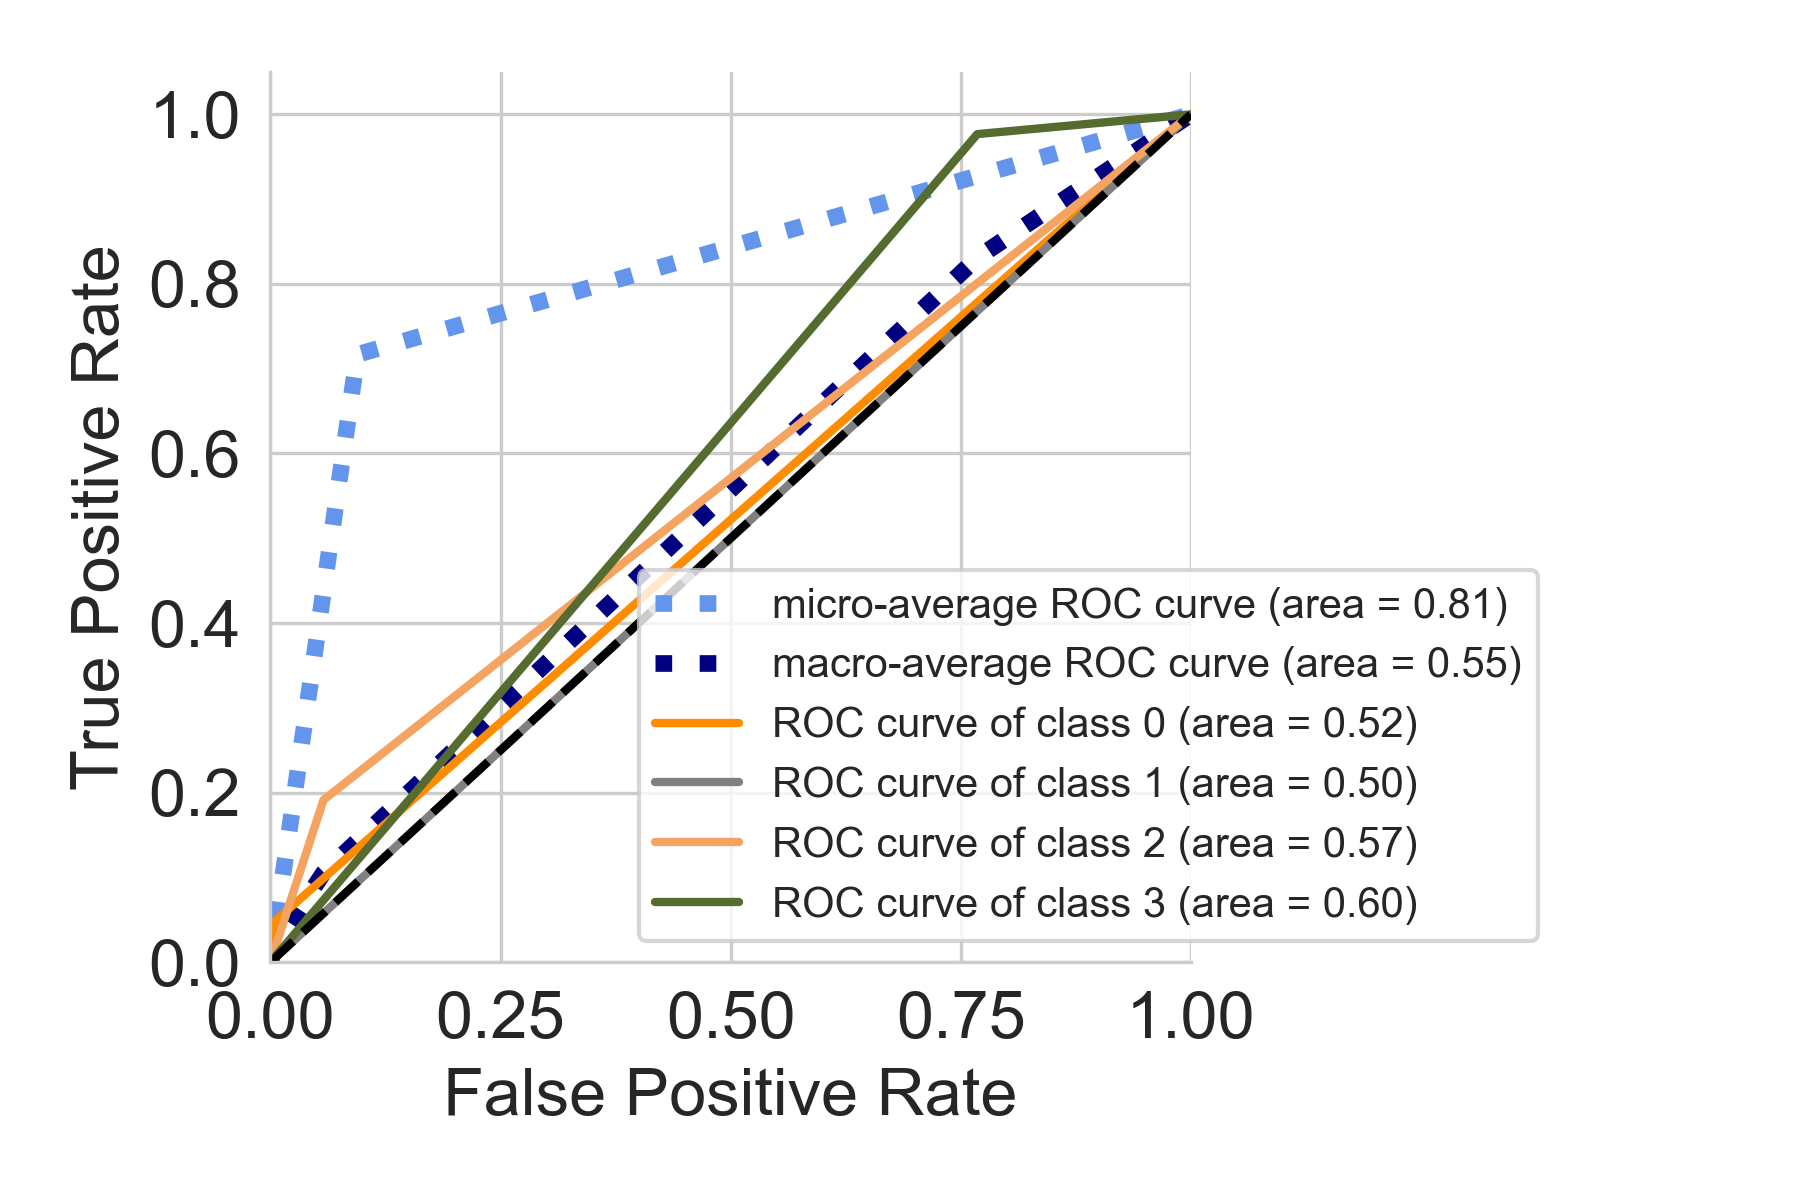 True Positive Rate
1.0
0.8
0.6
0.4
0.2
0.0
micro-average ROC curve (area = 0.81)
macro-average ROC curve (area = 0.55)
ROC curve of class 0 (area = 0.52)
ROC curve of class 1 (area = 0.50)
ROC curve of class 2 (area = 0.57)
ROC curve of class 3 (area = 0.60)
0.00 0.25 0.50 0.75 1.00
False Positive Rate